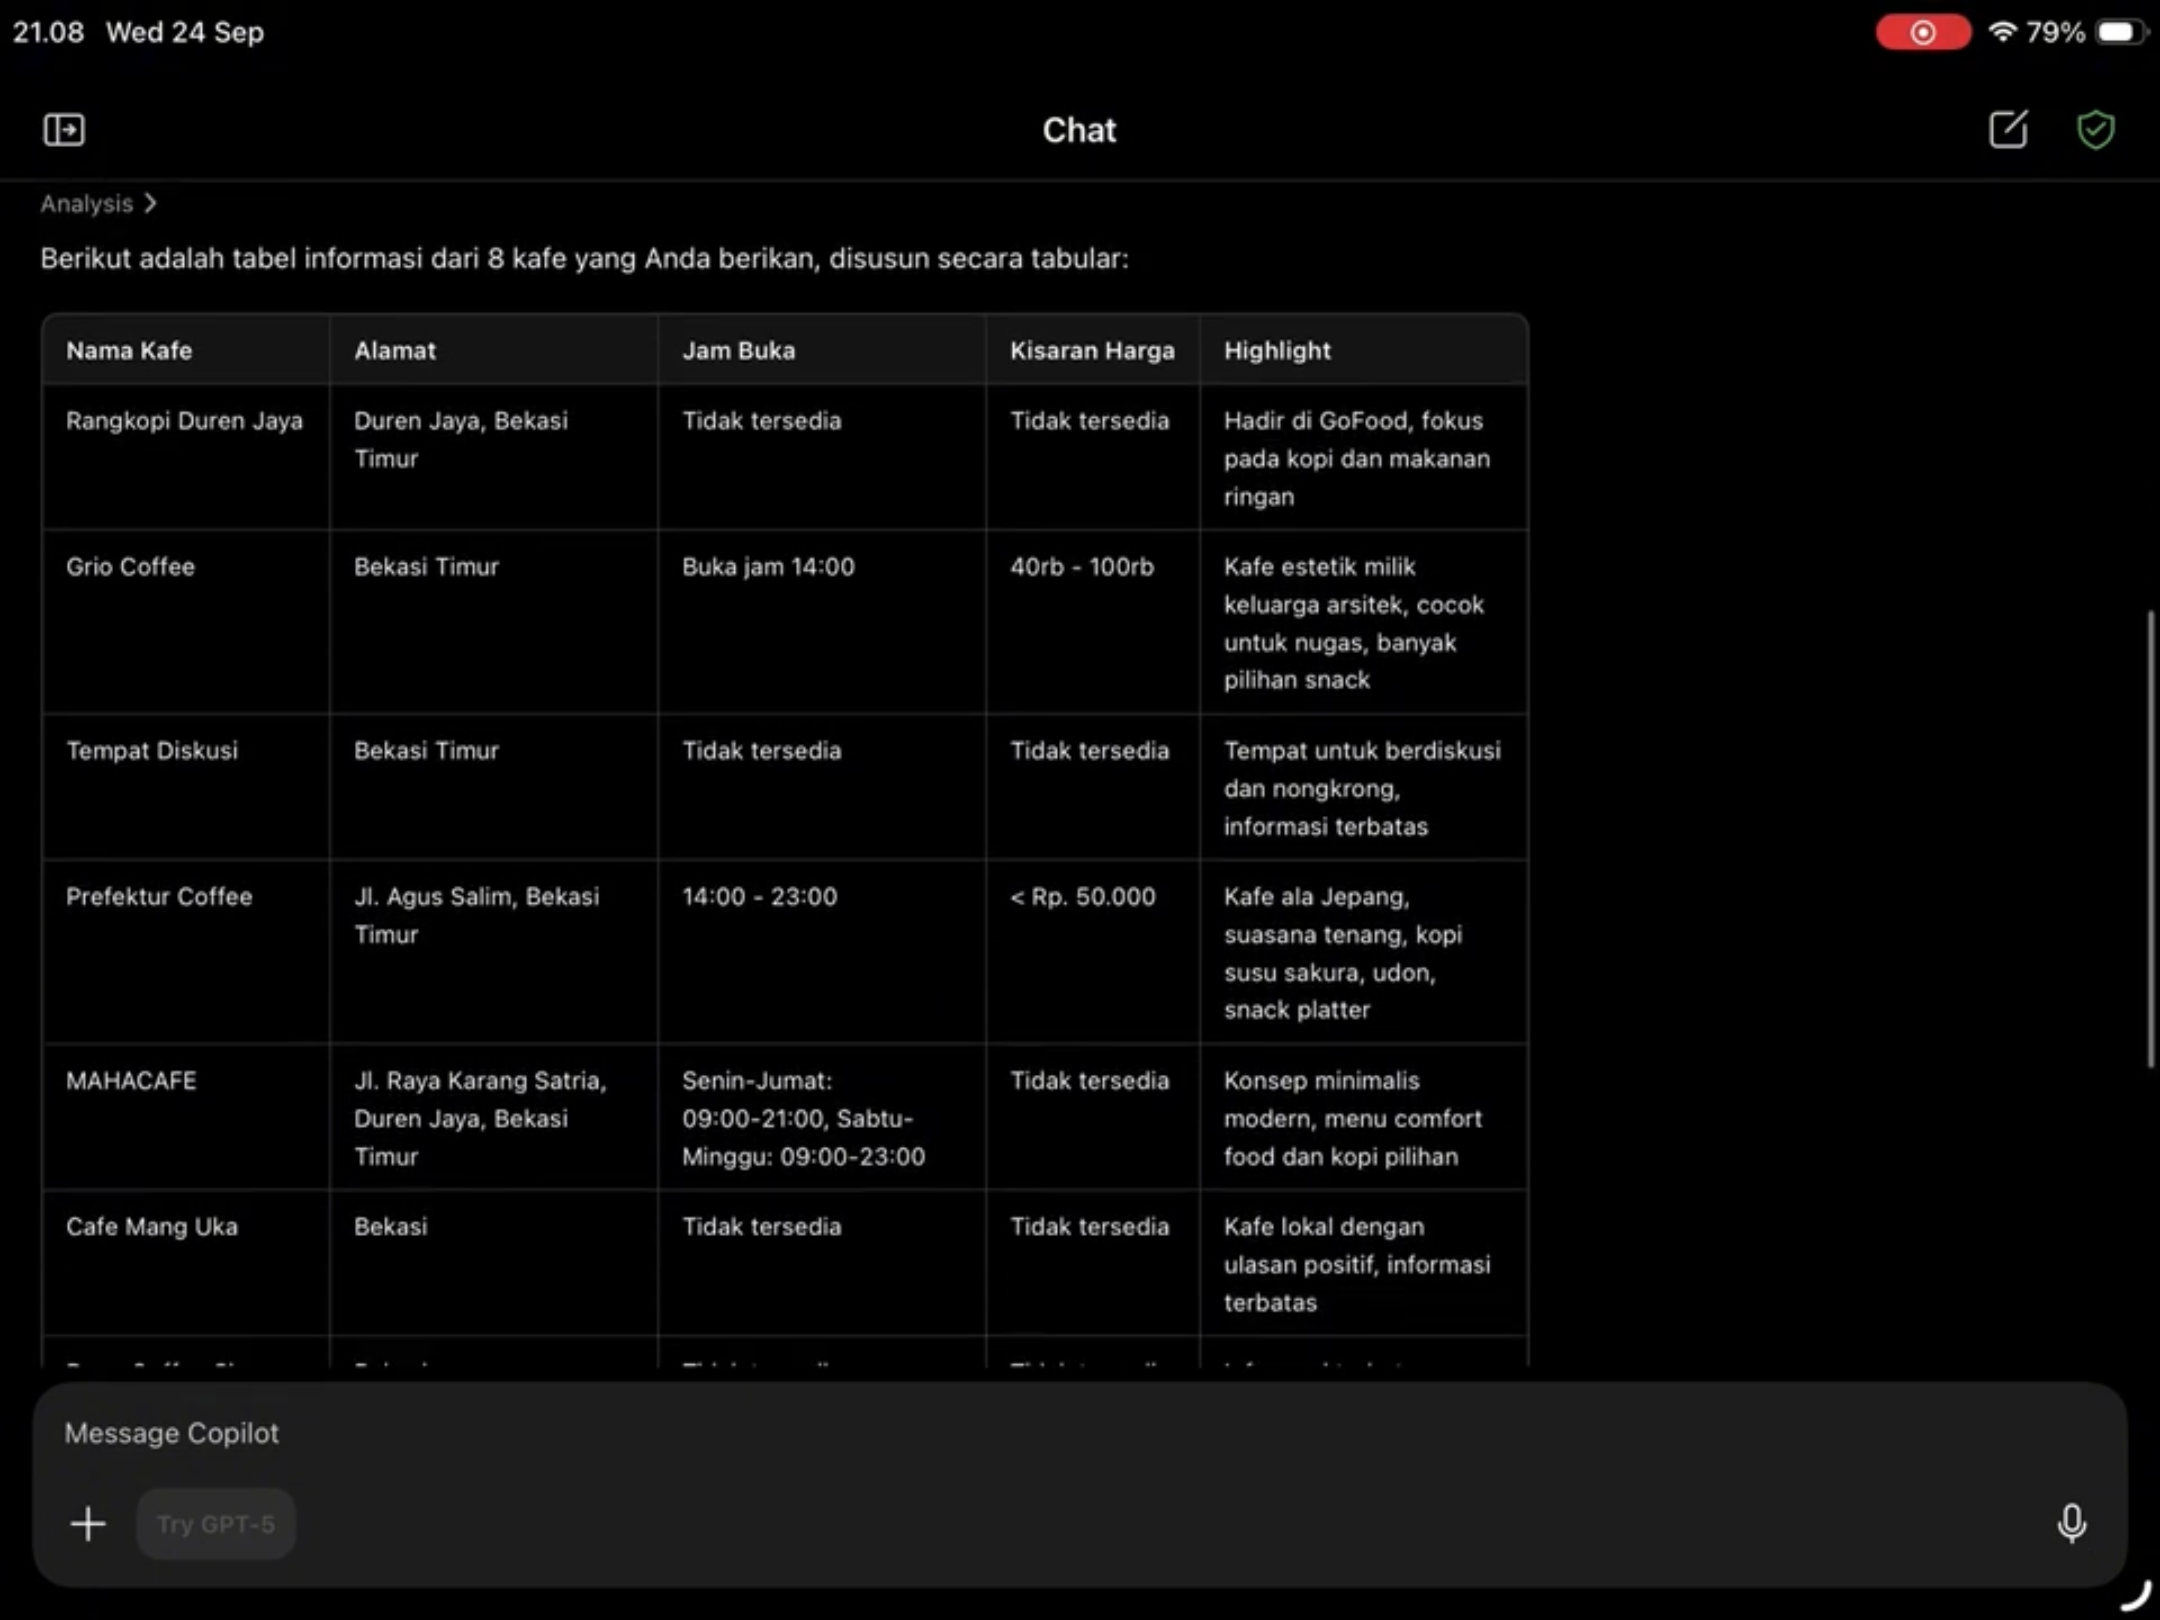 21.08 Wed 24 Sep
79%
Chat
Analysis
Berikut adalah tabel informasi dari 8 kafe yang Anda berikan, disusun secara tabular:
Nama Kafe
Alamat
Jam Buka
Kisaran Harga
Highlight
Rangkopi Duren Jaya
Duren Jaya, Bekasi
Timur
Tidak tersedia
Tidak tersedia
Hadir di GoFood, fokus
pada kopi dan makanan
ringan
Grio Coffee
Bekasi Timur
Buka jam 14:00
40rb - 100rb
Kafe estetik milik
keluarga arsitek, cocok
untuk nugas, banyak
pilihan snack
Tempat Diskusi
Bekasi Timur
Tidak tersedia
Tidak tersedia
Tempat untuk berdiskusi
dan nongkrong,
informasi terbatas
Prefektur Coffee
Jl. Agus Salim, Bekasi
Timur
14:00 - 23:00
< Rp. 50.000
Kafe ala Jepang,
suasana tenang, kopi
susu sakura, udon,
snack platter
MAHACAFE
Jl. Raya Karang Satria,
Duren Jaya, Bekasi
Timur
Senin-Jumat:
09:00-21:00, Sabtu-
Minggu: 09:00-23:00
Tidak tersedia
Konsep minimalis
modern, menu comfort
food dan kopi pilihan
Cafe Mang Uka
Bekasi
Tidak tersedia
Tidak tersedia
Kafe lokal dengan
ulasan positif, informasi
terbatas
Message Copilot
Try GPT-5